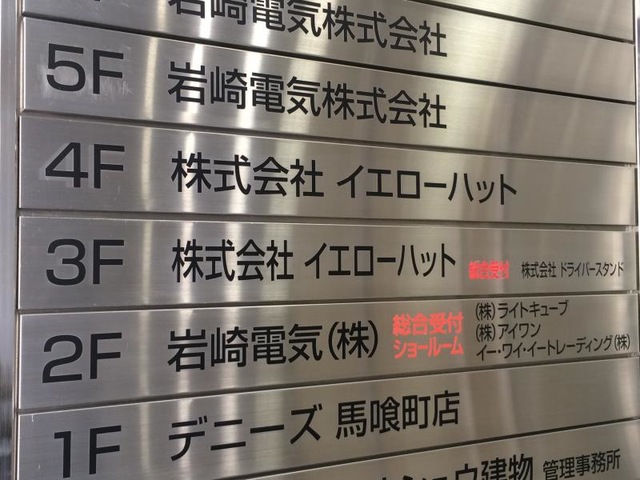 岩崎電気株式会社
5F 岩崎電気株式会社
4F 株式会社 イエローハット
3F 株式会社 イエローハット 総合受付 株式会社 ドライバースタンド
2F 岩崎電気(株) 総合受付 ショールーム
(株)ライトキューブ
(株)アイワン
イー・ワイ・イートレーディング(株)
1F デニーズ 馬喰町店
建物 管理事務所